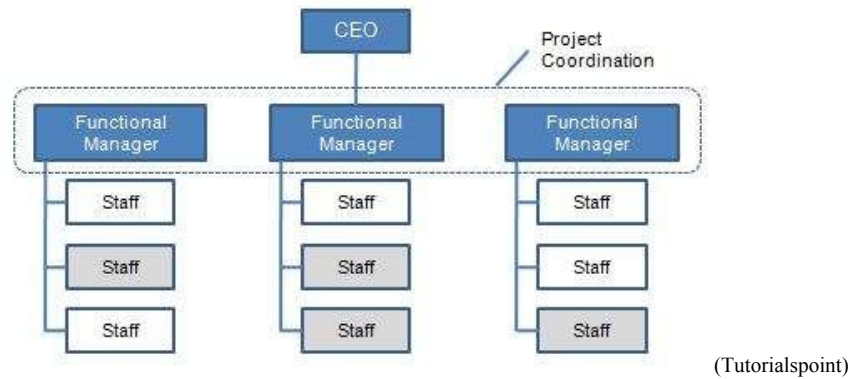 CEO
Project
Coordination
Functional
Manager
Functional
Manager
Functional
Manager
Staff
Staff
Staff
Staff
Staff
Staff
Staff
Staff
Staff
(Tutorialspoint)